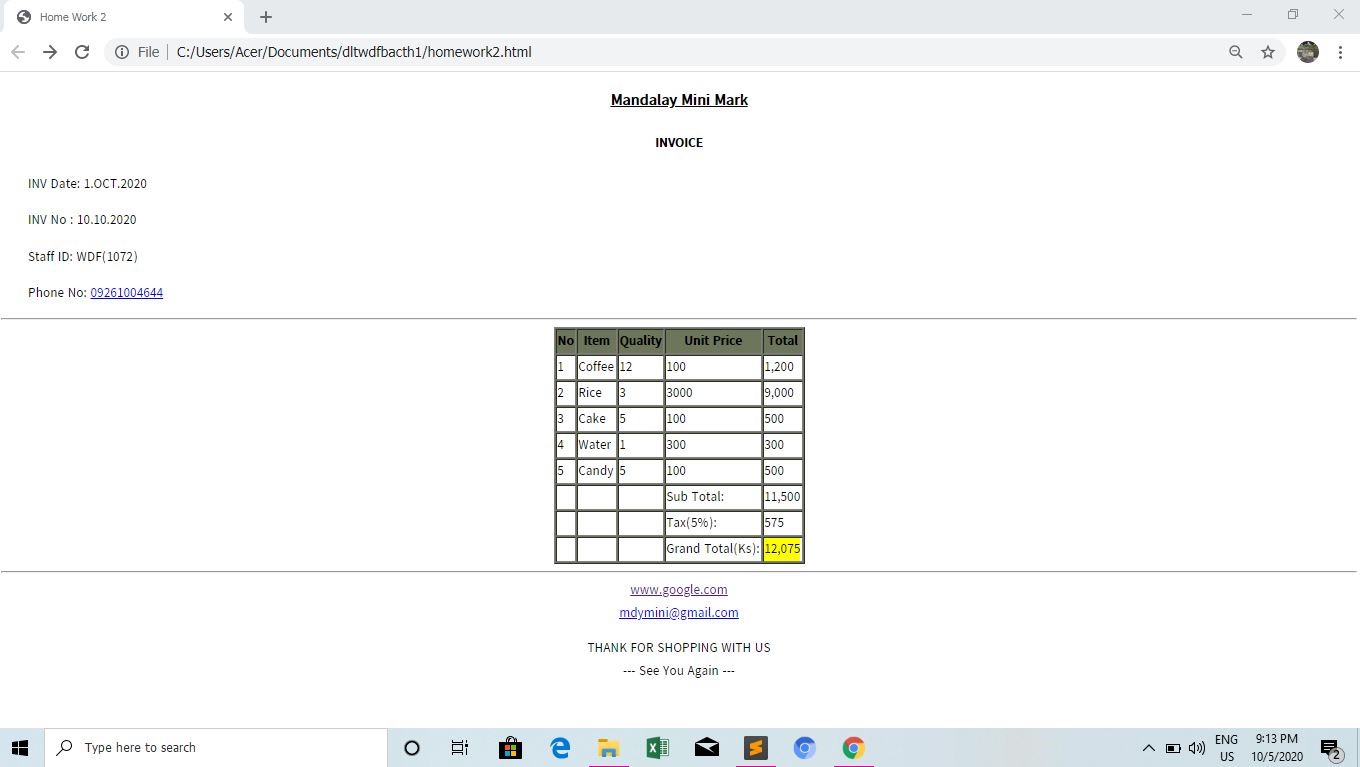 Home Work 2
File | C:/Users/Acer/Documents/dltwdfbacth1/homework2.html
Mandalay Mini Mark
INVOICE
INV Date: 1.OCT.2020
INV No : 10.10.2020
Staff ID: WDF(1072)
Phone No: 09261004644
No Item Quality Unit Price Total
1 Coffee 12 100 1,200
2 Rice 3 3000 9,000
3 Cake 5 100 500
4 Water 1 300 300
5 Candy 5 100 500
Sub Total: 11,500
Tax(5%): 575
Grand Total(Ks): 12,075
www.google.com
mdymini@gmail.com
THANK FOR SHOPPING WITH US
--- See You Again ---
Type here to search
ENG
US
9:13 PM
10/5/2020
2